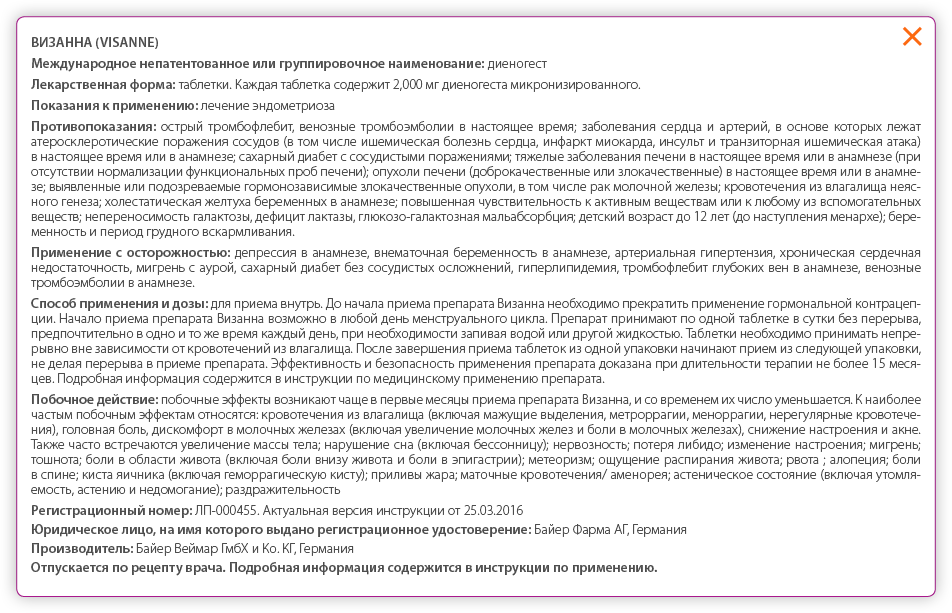 ВИЗАННА (VISANNE)
Международное непатентованное или группировочное наименование: диеногест
Лекарственная форма: таблетки. Каждая таблетка содержит 2,000 мг диеногеста микронизированного.
Показания к применению: лечение эндометриоза
Противопоказания: острый тромбофлебит, венозные тромбоэмболии в настоящее время; заболевания сердца и артерий, в основе которых лежат
атеросклеротические поражения сосудов (в том числе ишемическая болезнь сердца, инфаркт миокарда, инсульт и транзиторная ишемическая атака)
в настоящее время или в анамнезе; сахарный диабет с сосудистыми поражениями; тяжелые заболевания печени в настоящее время или в анамнезе (при
отсутствии нормализации функциональных проб печени); опухоли печени (доброкачественные или злокачественные) в настоящее время или в анамне-
зе; выявленные или подозреваемые гормонозависимые злокачественные опухоли, в том числе рак молочной железы; кровотечения из влагалища неяс-
ного генеза; холестатическая желтуха беременных в анамнезе; повышенная чувствительность к активным веществам или к любому из вспомогательных
веществ; непереносимость галактозы, дефицит лактазы, глюкозо-галактозная мальабсорбция; детский возраст до 12 лет (до наступления менархе); бере-
менность и период грудного вскармливания.
Применение с осторожностью: депрессия в анамнезе, внематочная беременность в анамнезе, артериальная гипертензия, хроническая сердечная
недостаточность, мигрень с аурой, сахарный диабет без сосудистых осложнений, гиперлипидемия, тромбофлебит глубоких вен в анамнезе, венозные
тромбоэмболии в анамнезе.
Способ применения и дозы: для приема внутрь. До начала приема препарата Визанна необходимо прекратить применение гормональной контрацеп-
ции. Начало приема препарата Визанна возможно в любой день менструального цикла. Препарат принимают по одной таблетке в сутки без перерыва,
предпочтительно в одно и то же время каждый день, при необходимости запивая водой или другой жидкостью. Таблетки необходимо принимать непре-
рывно вне зависимости от кровотечений из влагалища. После завершения приема таблеток из одной упаковки начинают прием из следующей упаковки,
не делая перерыва в приеме препарата. Эффективность и безопасность применения препарата доказана при длительности терапии не более 15 меся-
цев. Подробная информация содержится в инструкции по медицинскому применению препарата.
Побочное действие: побочные эффекты возникают чаще в первые месяцы приема препарата Визанна, и со временем их число уменьшается. К наиболее
частым побочным эффектам относятся: кровотечения из влагалища (включая мажущие выделения, метроррагии, меноррагии, нерегулярные кровотече-
ния), головная боль, дискомфорт в молочных железах (включая увеличение молочных желез и боли в молочных железах), снижение настроения и акне.
Также часто встречаются увеличение массы тела; нарушение сна (включая бессонницу); нервозность; потеря либидо; изменение настроения; мигрень;
тошнота; боли в области живота (включая боли внизу живота и боли в эпигастрии); метеоризм; ощущение распирания живота; рвота ; алопеция; боли
в спине; киста яичника (включая геморрагическую кисту); приливы жара; маточные кровотечения/ аменорея; астеническое состояние (включая утомля-
емость, астению и недомогание); раздражительность
Регистрационный номер: ЛП-000455. Актуальная версия инструкции от 25.03.2016
Юридическое лицо, на имя которого выдано регистрационное удостоверение: Байер Фарма АГ, Германия
Производитель: Байер Веймар ГмбХ и Ко. КГ, Германия
Отпускается по рецепту врача. Подробная информация содержится в инструкции по применению.